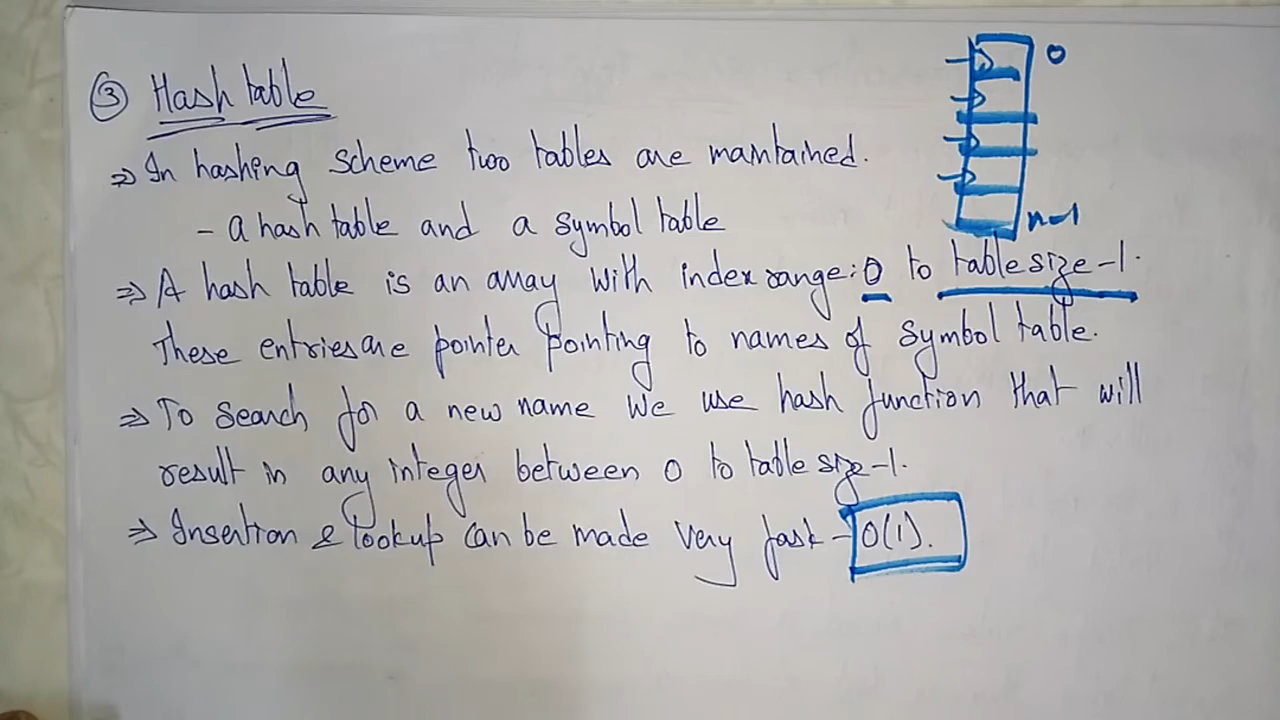 ③ Hash table
0
⇒ In hashing scheme two tables are maintained.
- a hash table and a symbol table
n-1
⇒ A hash table is an array with index range: 0 to table size-1.
These entries are pointer pointing to names of symbol table.
⇒ To search for a new name we use hash function that will
result in any integer between 0 to table size-1.
⇒ Insertion & lookup can be made very fast - O(1).